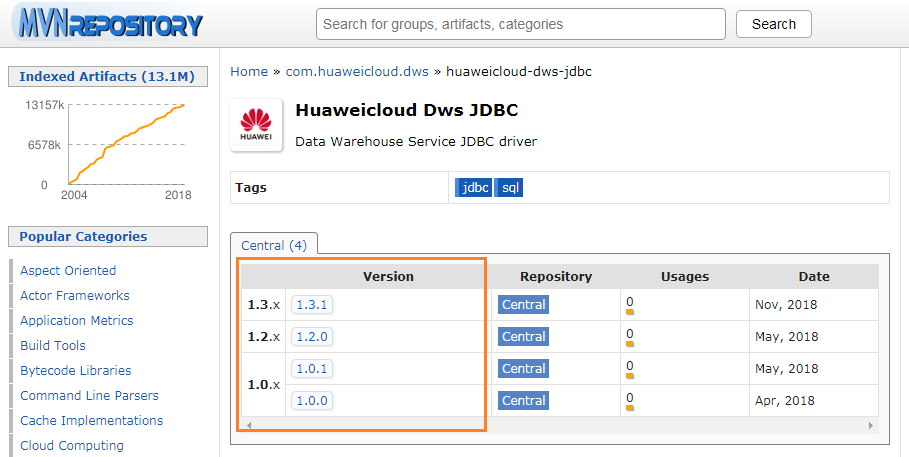 MVNREPOSITORY
Search for groups, artifacts, categories
Search
Indexed Artifacts (13.1M)
13157k
6578k
0
2004 2018
Popular Categories
Aspect Oriented
Actor Frameworks
Application Metrics
Build Tools
Bytecode Libraries
Command Line Parsers
Cache Implementations
Cloud Computing
Home » com.huaweicloud.dws » huaweicloud-dws-jdbc
HUAWEI
Huaweicloud Dws JDBC
Data Warehouse Service JDBC driver
Tags jdbc sql
Central (4)
Version Repository Usages Date
1.3.x 1.3.1 Central 0 Nov, 2018
1.2.x 1.2.0 Central 0 May, 2018
1.0.x 1.0.1 Central 0 May, 2018
1.0.0 Central 0 Apr, 2018